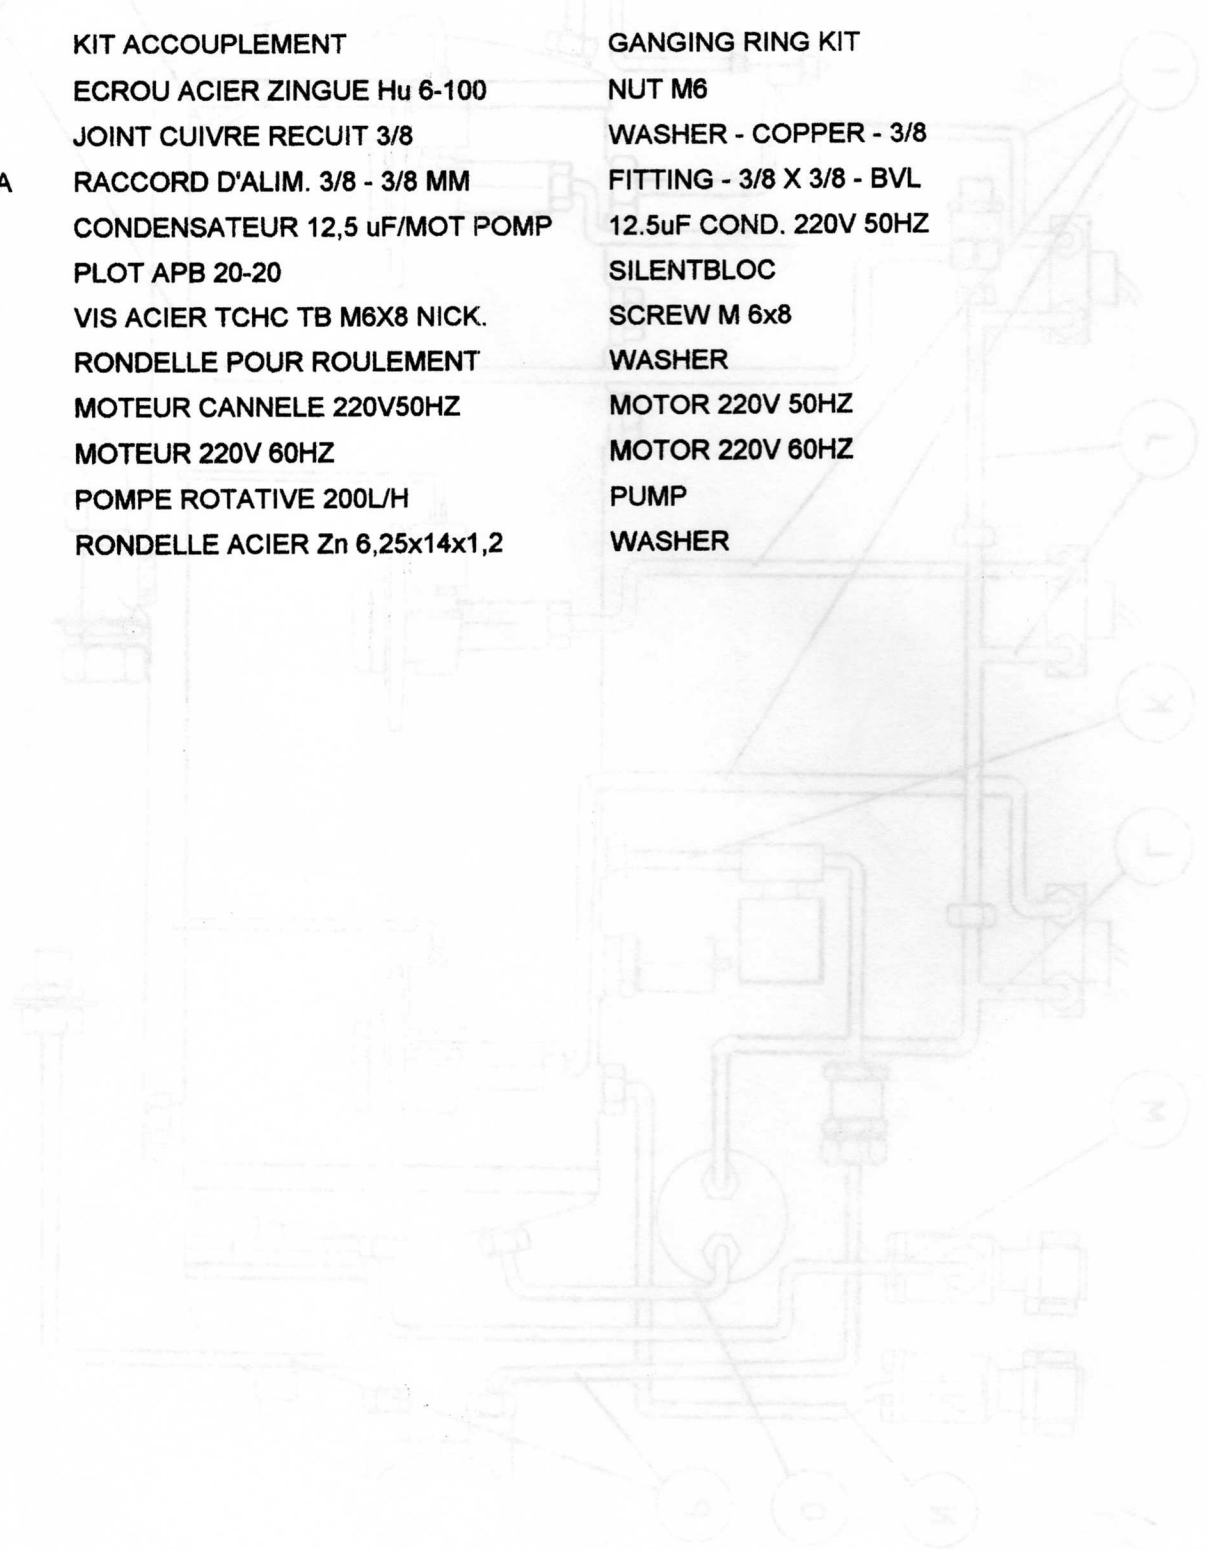 KIT ACCOUPLEMENT GANGING RING KIT
ECROU ACIER ZINGUE Hu 6-100 NUT M6
JOINT CUIVRE RECUIT 3/8 WASHER - COPPER - 3/8
A RACCORD D'ALIM. 3/8 - 3/8 MM FITTING - 3/8 X 3/8 - BVL
CONDENSATEUR 12,5 uF/MOT POMP 12.5uF COND. 220V 50HZ
PLOT APB 20-20 SILENTBLOC
VIS ACIER TCHC TB M6X8 NICK. SCREW M 6x8
RONDELLE POUR ROULEMENT WASHER
MOTEUR CANNELE 220V50HZ MOTOR 220V 50HZ
MOTEUR 220V 60HZ MOTOR 220V 60HZ
POMPE ROTATIVE 200L/H PUMP
RONDELLE ACIER Zn 6,25x14x1,2 WASHER
K
L
M
N
O
P